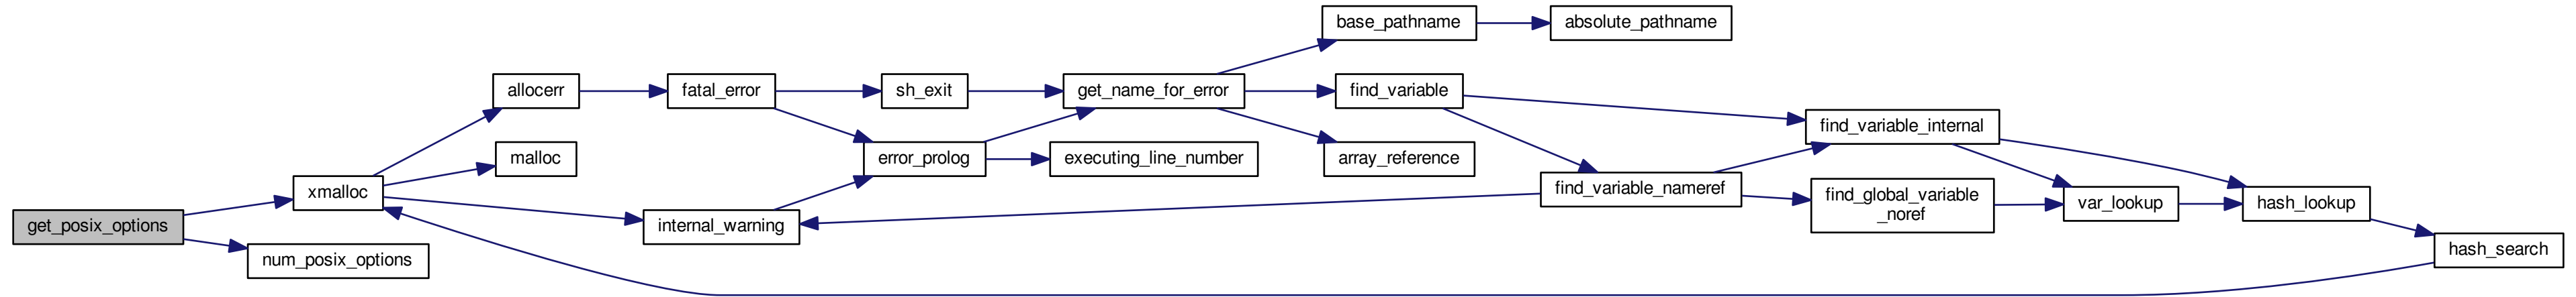 base_pathname
absolute_pathname
allocerr
fatal_error
sh_exit
get_name_for_error
find_variable
find_variable_internal
malloc
error_prolog
executing_line_number
array_reference
xmalloc
find_variable_nameref
find_global_variable
_noref
var_lookup
hash_lookup
get_posix_options
internal_warning
num_posix_options
hash_search